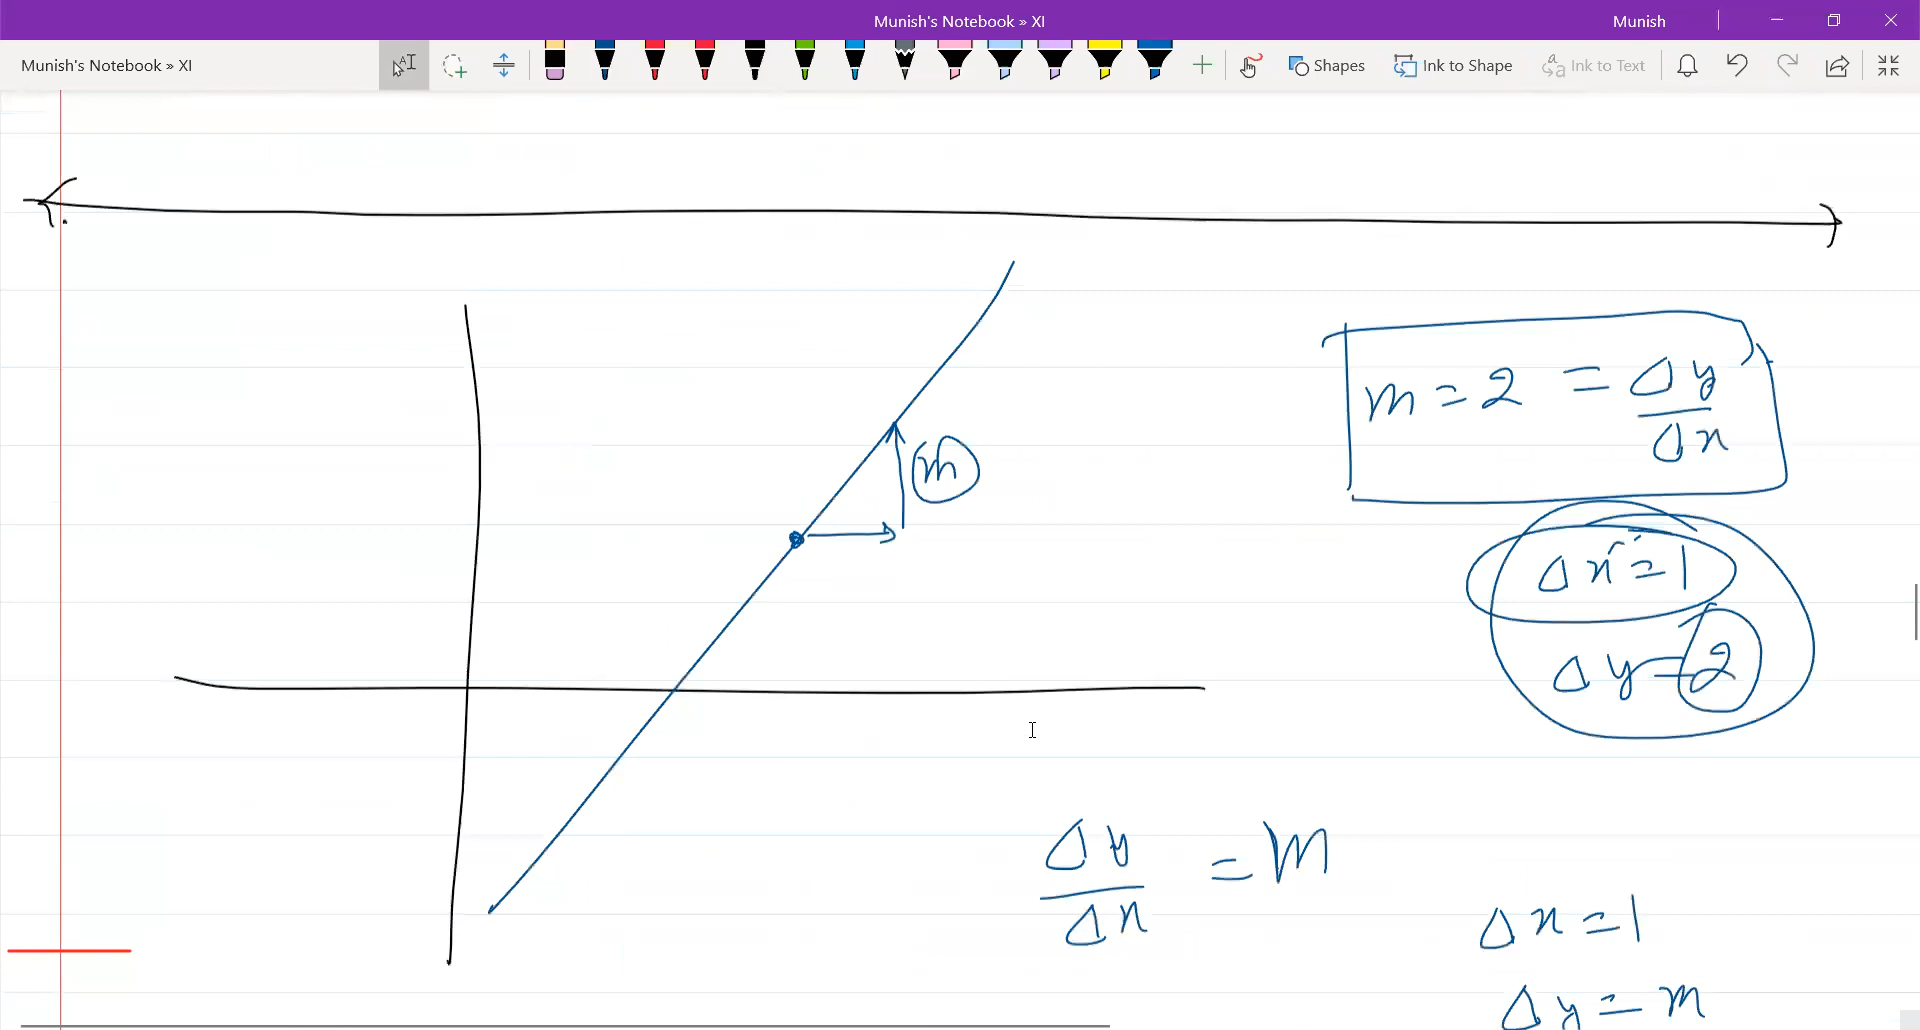 Munish's Notebook » XI
Munish
Munish's Notebook » XI
Shapes
Ink to Shape
Ink to Text
m = 2 = Δy/Δx
m
Δx = 1
Δy = 2
Δy/Δx = m
Δx = 1
Δy = m